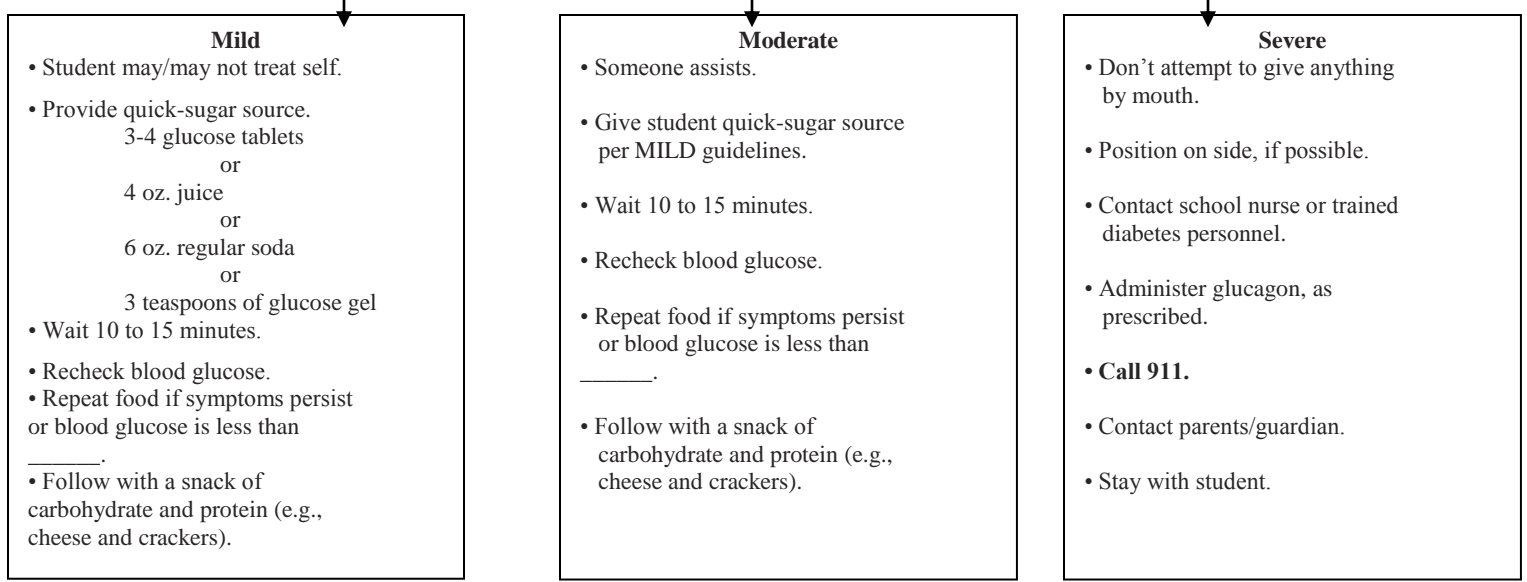 Mild
• Student may/may not treat self.
• Provide quick-sugar source.
3-4 glucose tablets
or
4 oz. juice
or
6 oz. regular soda
or
3 teaspoons of glucose gel
• Wait 10 to 15 minutes.
• Recheck blood glucose.
• Repeat food if symptoms persist
or blood glucose is less than
______.
• Follow with a snack of
carbohydrate and protein (e.g.,
cheese and crackers).
Moderate
• Someone assists.
• Give student quick-sugar source
per MILD guidelines.
• Wait 10 to 15 minutes.
• Recheck blood glucose.
• Repeat food if symptoms persist
or blood glucose is less than
______.
• Follow with a snack of
carbohydrate and protein (e.g.,
cheese and crackers).
Severe
• Don’t attempt to give anything
by mouth.
• Position on side, if possible.
• Contact school nurse or trained
diabetes personnel.
• Administer glucagon, as
prescribed.
• Call 911.
• Contact parents/guardian.
• Stay with student.